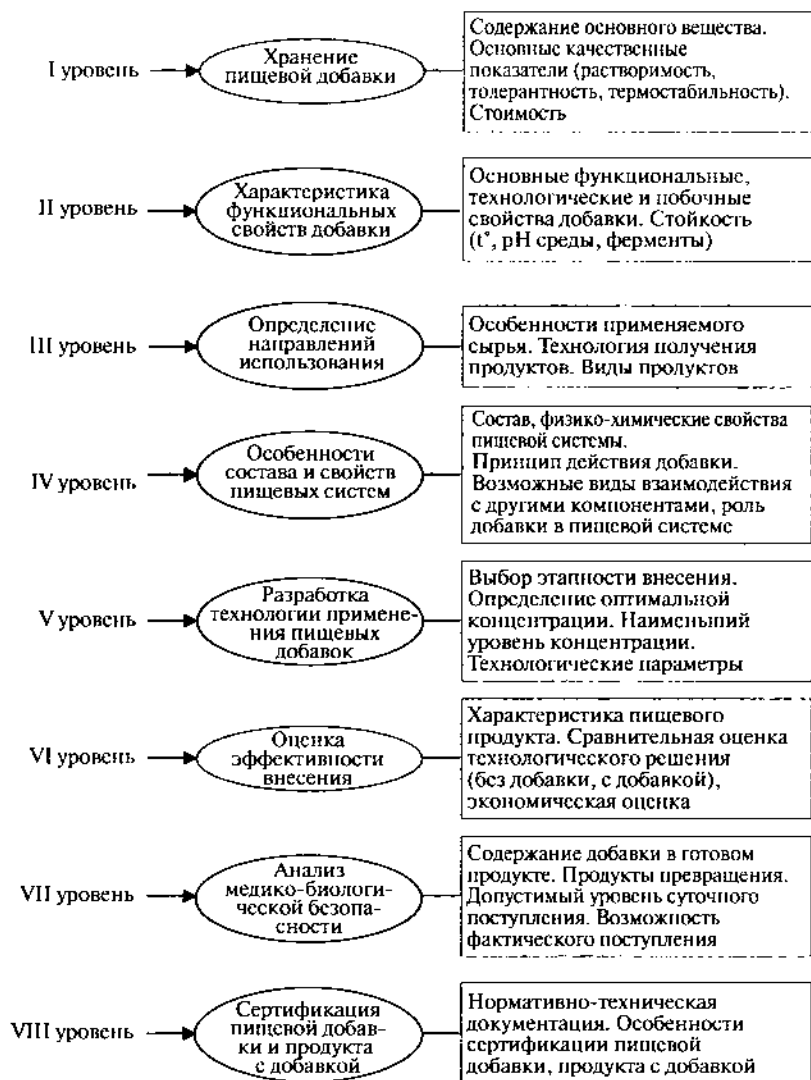 I уровень
Хранение
пищевой добавки
Содержание основного вещества.
Основные качественные
показатели (растворимость,
толерантность, термостабильность).
Стоимость
II уровень
Характеристика
функциональных
свойств добавки
Основные функциональные,
технологические и побочные
свойства добавки. Стойкость
(t°, pH среды, ферменты)
III уровень
Определение
направлений
использования
Особенности применяемого
сырья. Технология получения
продуктов. Виды продуктов
IV уровень
Особенности
состава и свойств
пищевых систем
Состав, физико-химические свойства
пищевой системы.
Принцип действия добавки.
Возможные виды взаимодействия
с другими компонентами, роль
добавки в пищевой системе
V уровень
Разработка
технологии примене-
ния пищевых
добавок
Выбор этапности внесения.
Определение оптимальной
концентрации. Наименьший
уровень концентрации.
Технологические параметры
VI уровень
Оценка
эффективности
внесения
Характеристика пищевого
продукта. Сравнительная оценка
технологического решения
(без добавки, с добавкой),
экономическая оценка
VII уровень
Анализ
медико-биологи-
ческой безопас-
ности
Содержание добавки в готовом
продукте. Продукты превращения.
Допустимый уровень суточного
поступления. Возможность
фактического поступления
VIII уровень
Сертификация
пищевой добав-
ки и продукта
с добавкой
Нормативно-техническая
документация. Особенности
сертификации пищевой
добавки, продукта с добавкой